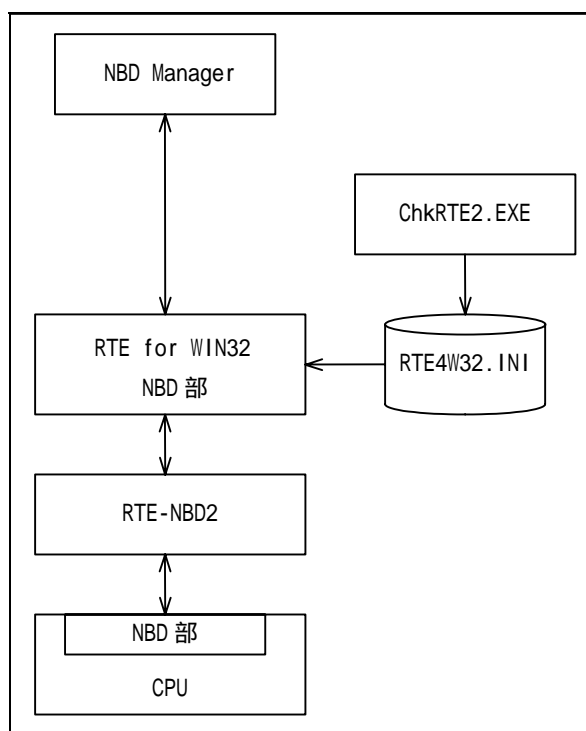 NBD Manager
ChkRTE2.EXE
RTE for WIN32
NBD 部
RTE4W32.INI
RTE-NBD2
NBD 部
CPU